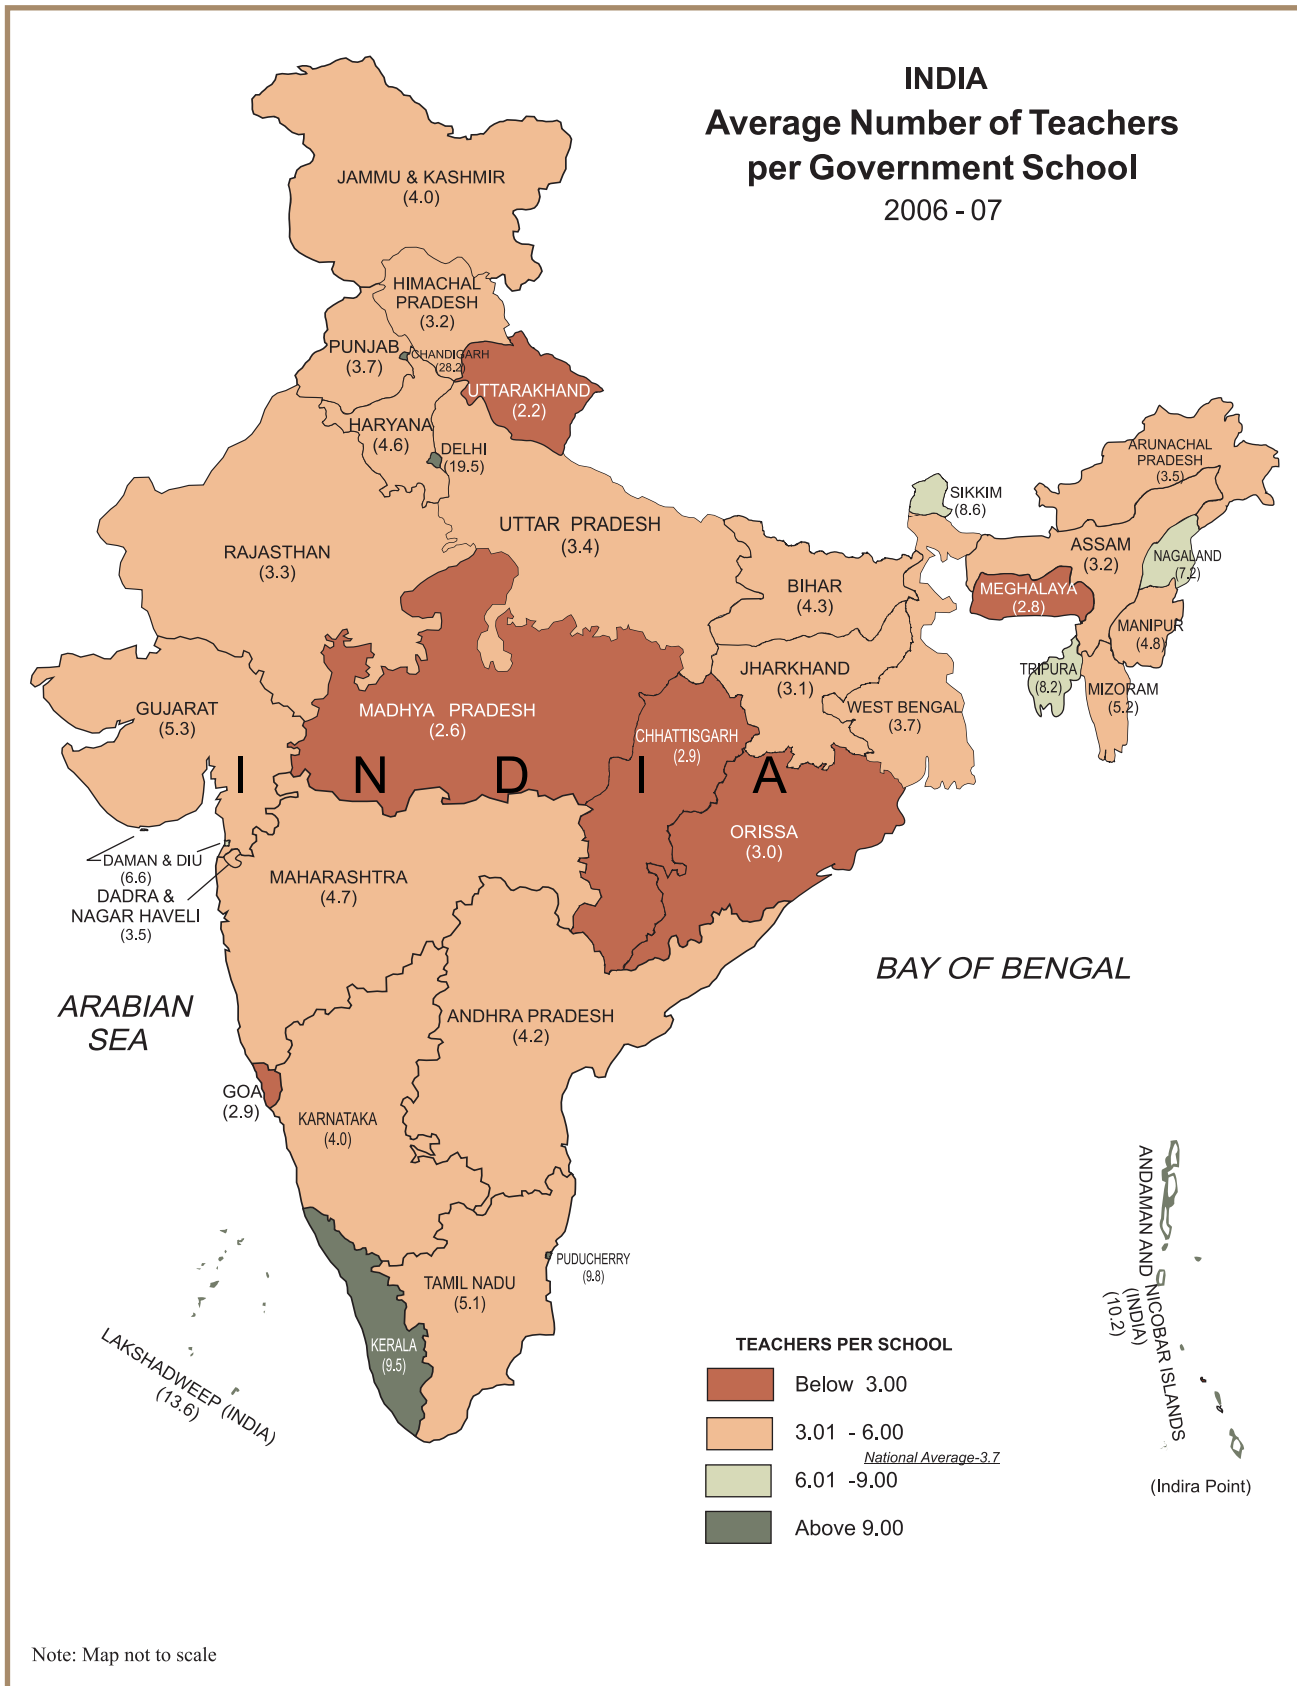 INDIA
Average Number of Teachers
per Government School
2006 - 07
JAMMU & KASHMIR
(4.0)
HIMACHAL
PRADESH
(3.2)
PUNJAB
(3.7)
CHANDIGARH
(28.2)
UTTARAKHAND
(2.2)
HARYANA
(4.6)
DELHI
(19.5)
ARUNACHAL
PRADESH
(3.5)
SIKKIM
(8.6)
UTTAR PRADESH
(3.4)
RAJASTHAN
(3.3)
ASSAM
(3.2)
NAGALAND
(7.2)
BIHAR
(4.3)
MEGHALAYA
(2.8)
MANIPUR
(4.8)
JHARKHAND
(3.1)
TRIPURA
(8.2)
MIZORAM
(5.2)
GUJARAT
(5.3)
MADHYA PRADESH
(2.6)
WEST BENGAL
(3.7)
CHHATTISGARH
(2.9)
I N D I A
ORISSA
(3.0)
DAMAN & DIU
(6.6)
DADRA &
NAGAR HAVELI
(3.5)
MAHARASHTRA
(4.7)
BAY OF BENGAL
ARABIAN
SEA
ANDHRA PRADESH
(4.2)
GOA
(2.9)
KARNATAKA
(4.0)
PUDUCHERRY
(9.8)
TAMIL NADU
(5.1)
KERALA
(9.5)
LAKSHADWEEP (INDIA)
(13.6)
ANDAMAN AND NICOBAR ISLANDS
(INDIA)
(10.2)
(Indira Point)
TEACHERS PER SCHOOL
Below 3.00
3.01 - 6.00
National Average-3.7
6.01 -9.00
Above 9.00
Note: Map not to scale